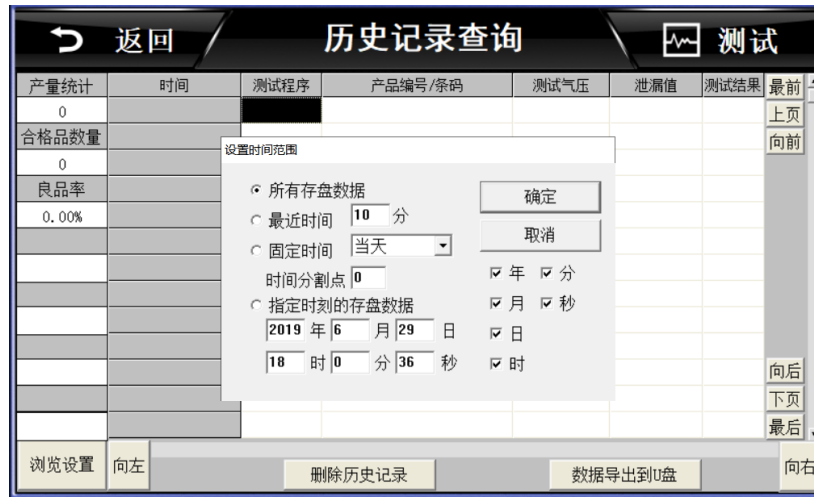 返回 历史记录查询 测试
产量统计 时间 测试程序 产品编号/条码 测试气压 泄漏值 测试结果 最前
0 上页
合格品数量 向前
0
良品率
0.00%
设置时间范围
所有存盘数据 确定
最近时间 10 分
取消
固定时间 当天
时间分割点 0 年 分
指定时刻的存盘数据 月 秒
2019 年 6 月 29 日 日
18 时 0 分 36 秒 时
向后
下页
最后
浏览设置 向左 删除历史记录 数据导出到U盘 向右